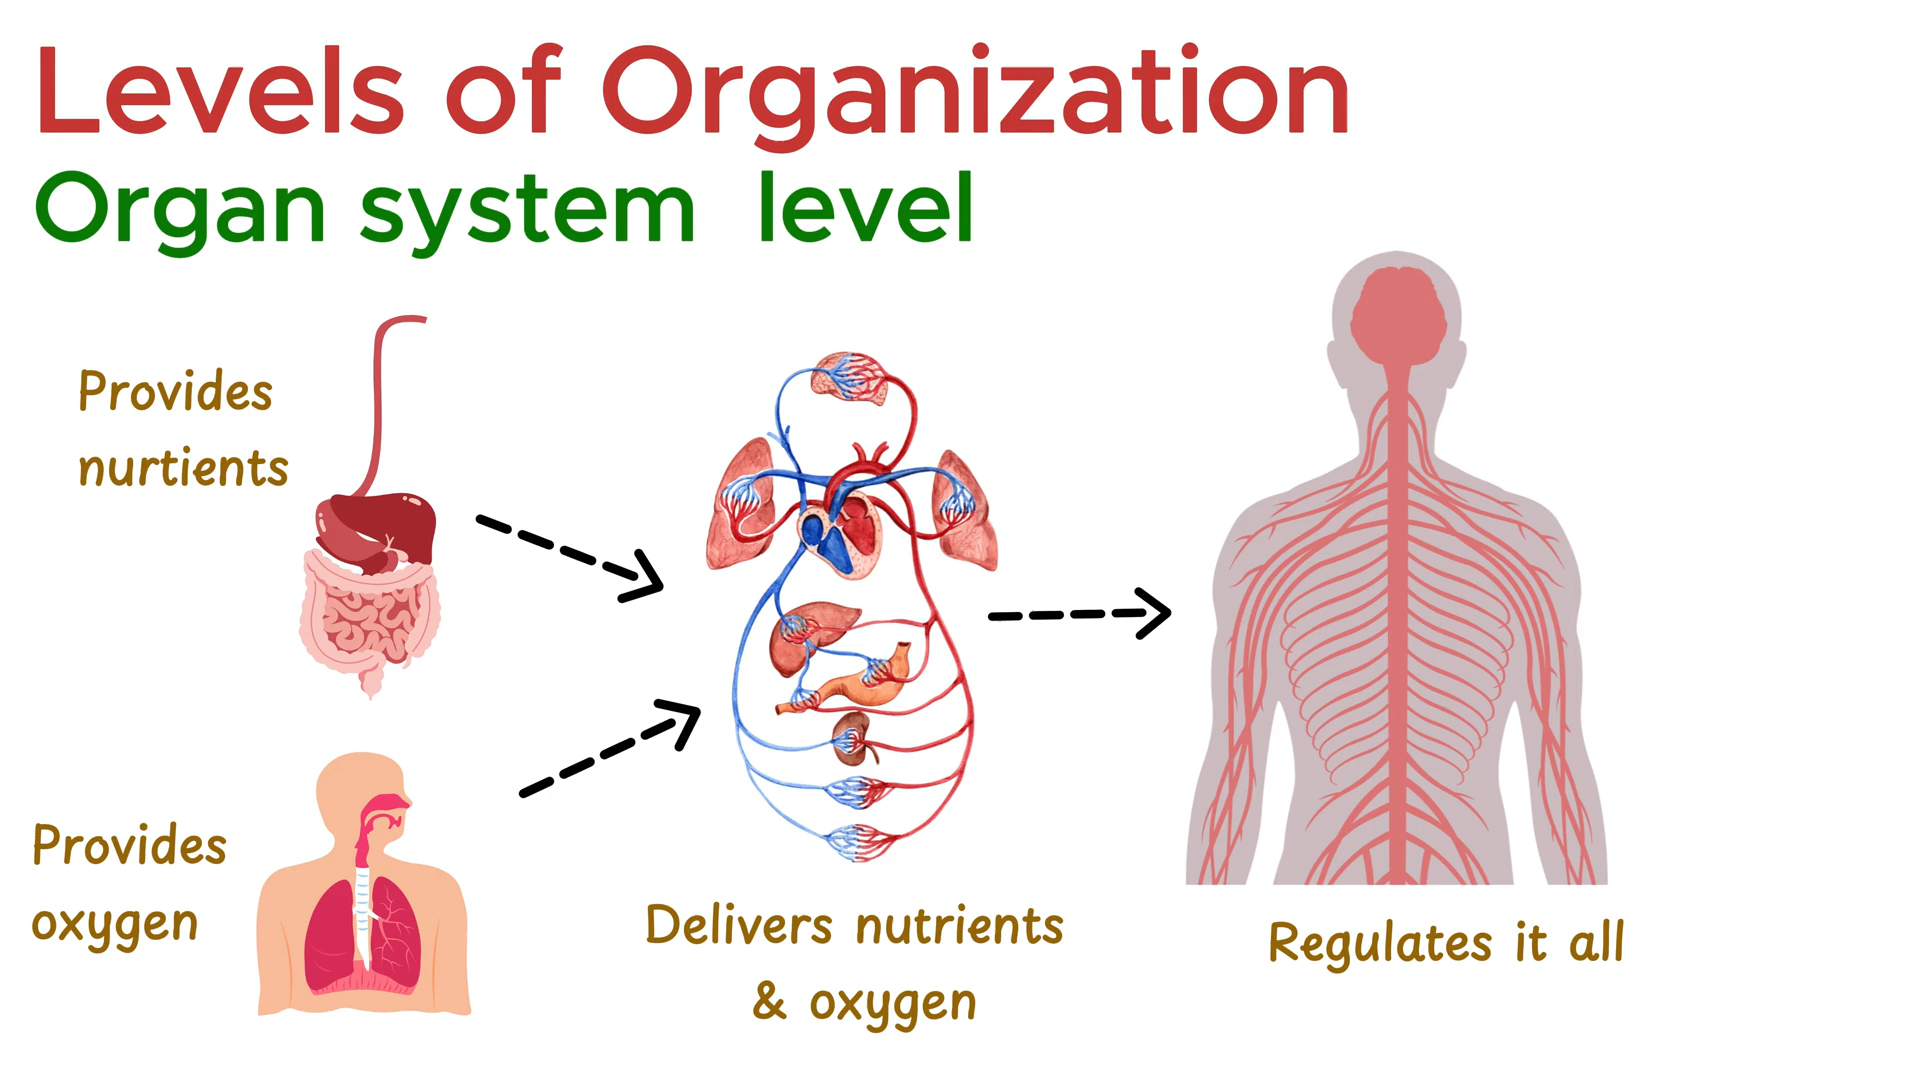 Levels of Organization
Organ system level
Provides
nurtients
Provides
oxygen
Delivers nutrients
& oxygen
Regulates it all